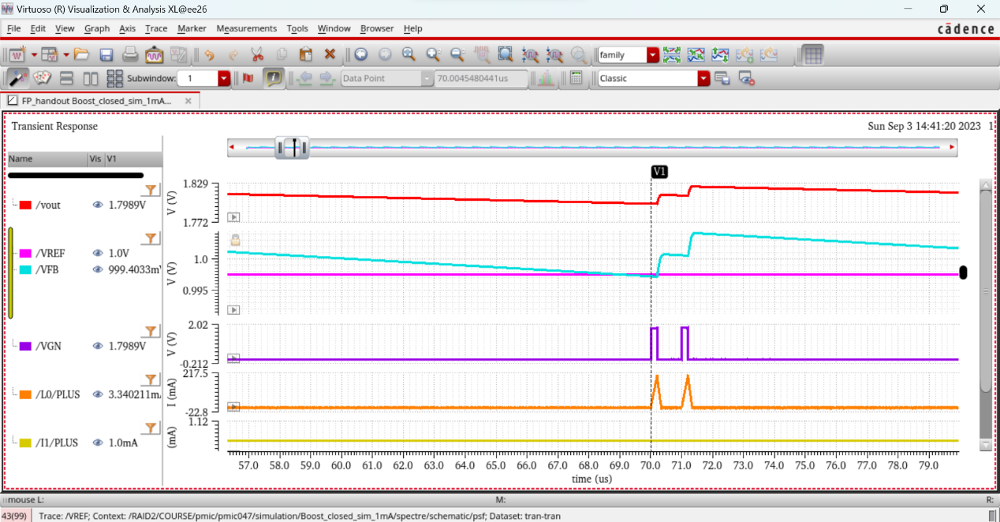 Virtuoso (R) Visualization & Analysis XL@ee26
File Edit View Graph Axis Trace Marker Measurements Tools Window Browser Help
cādence
family
Subwindow: 1 Data Point 70.0045480441us Classic
FP_handout Boost_closed_sim_1mA...
Transient Response
Sun Sep 3 14:41:20 2023 1
Name Vis V1
V1
/vout 1.7989V
V (V)
1.829
1.772
/VREF 1.0V
/VFB 999.4033m
V (V)
1.0
0.995
/VGN 1.7989V
V (V)
2.02
-0.212
/L0/PLUS 3.340211m
I (mA)
217.5
-22.8
/I1/PLUS 1.0mA
(mA)
1.12
57.0 58.0 59.0 60.0 61.0 62.0 63.0 64.0 65.0 66.0 67.0 68.0 69.0 70.0 71.0 72.0 73.0 74.0 75.0 76.0 77.0 78.0 79.0
time (us)
mouse L: M: R:
43(99) Trace: /VREF; Context: /RAID2/COURSE/pmic/pmic047/simulation/Boost_closed_sim_1mA/spectre/schematic/psf; Dataset: tran-tran